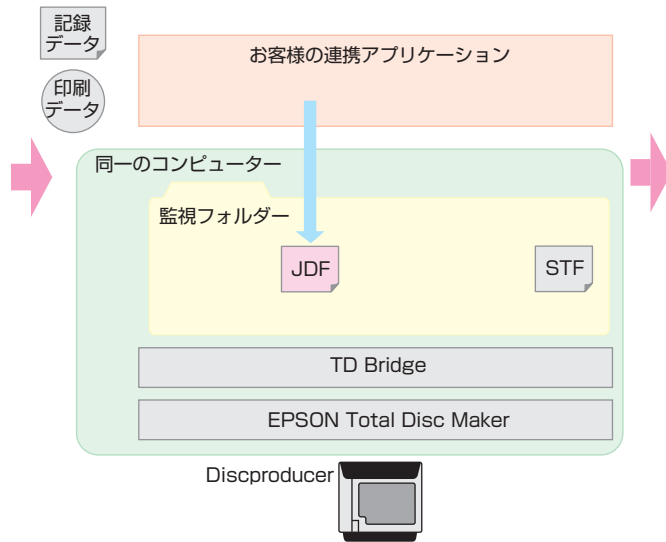 記録
データ
お客様の連携アプリケーション
印刷
データ
同一のコンピューター
監視フォルダー
JDF
STF
TD Bridge
EPSON Total Disc Maker
Discproducer